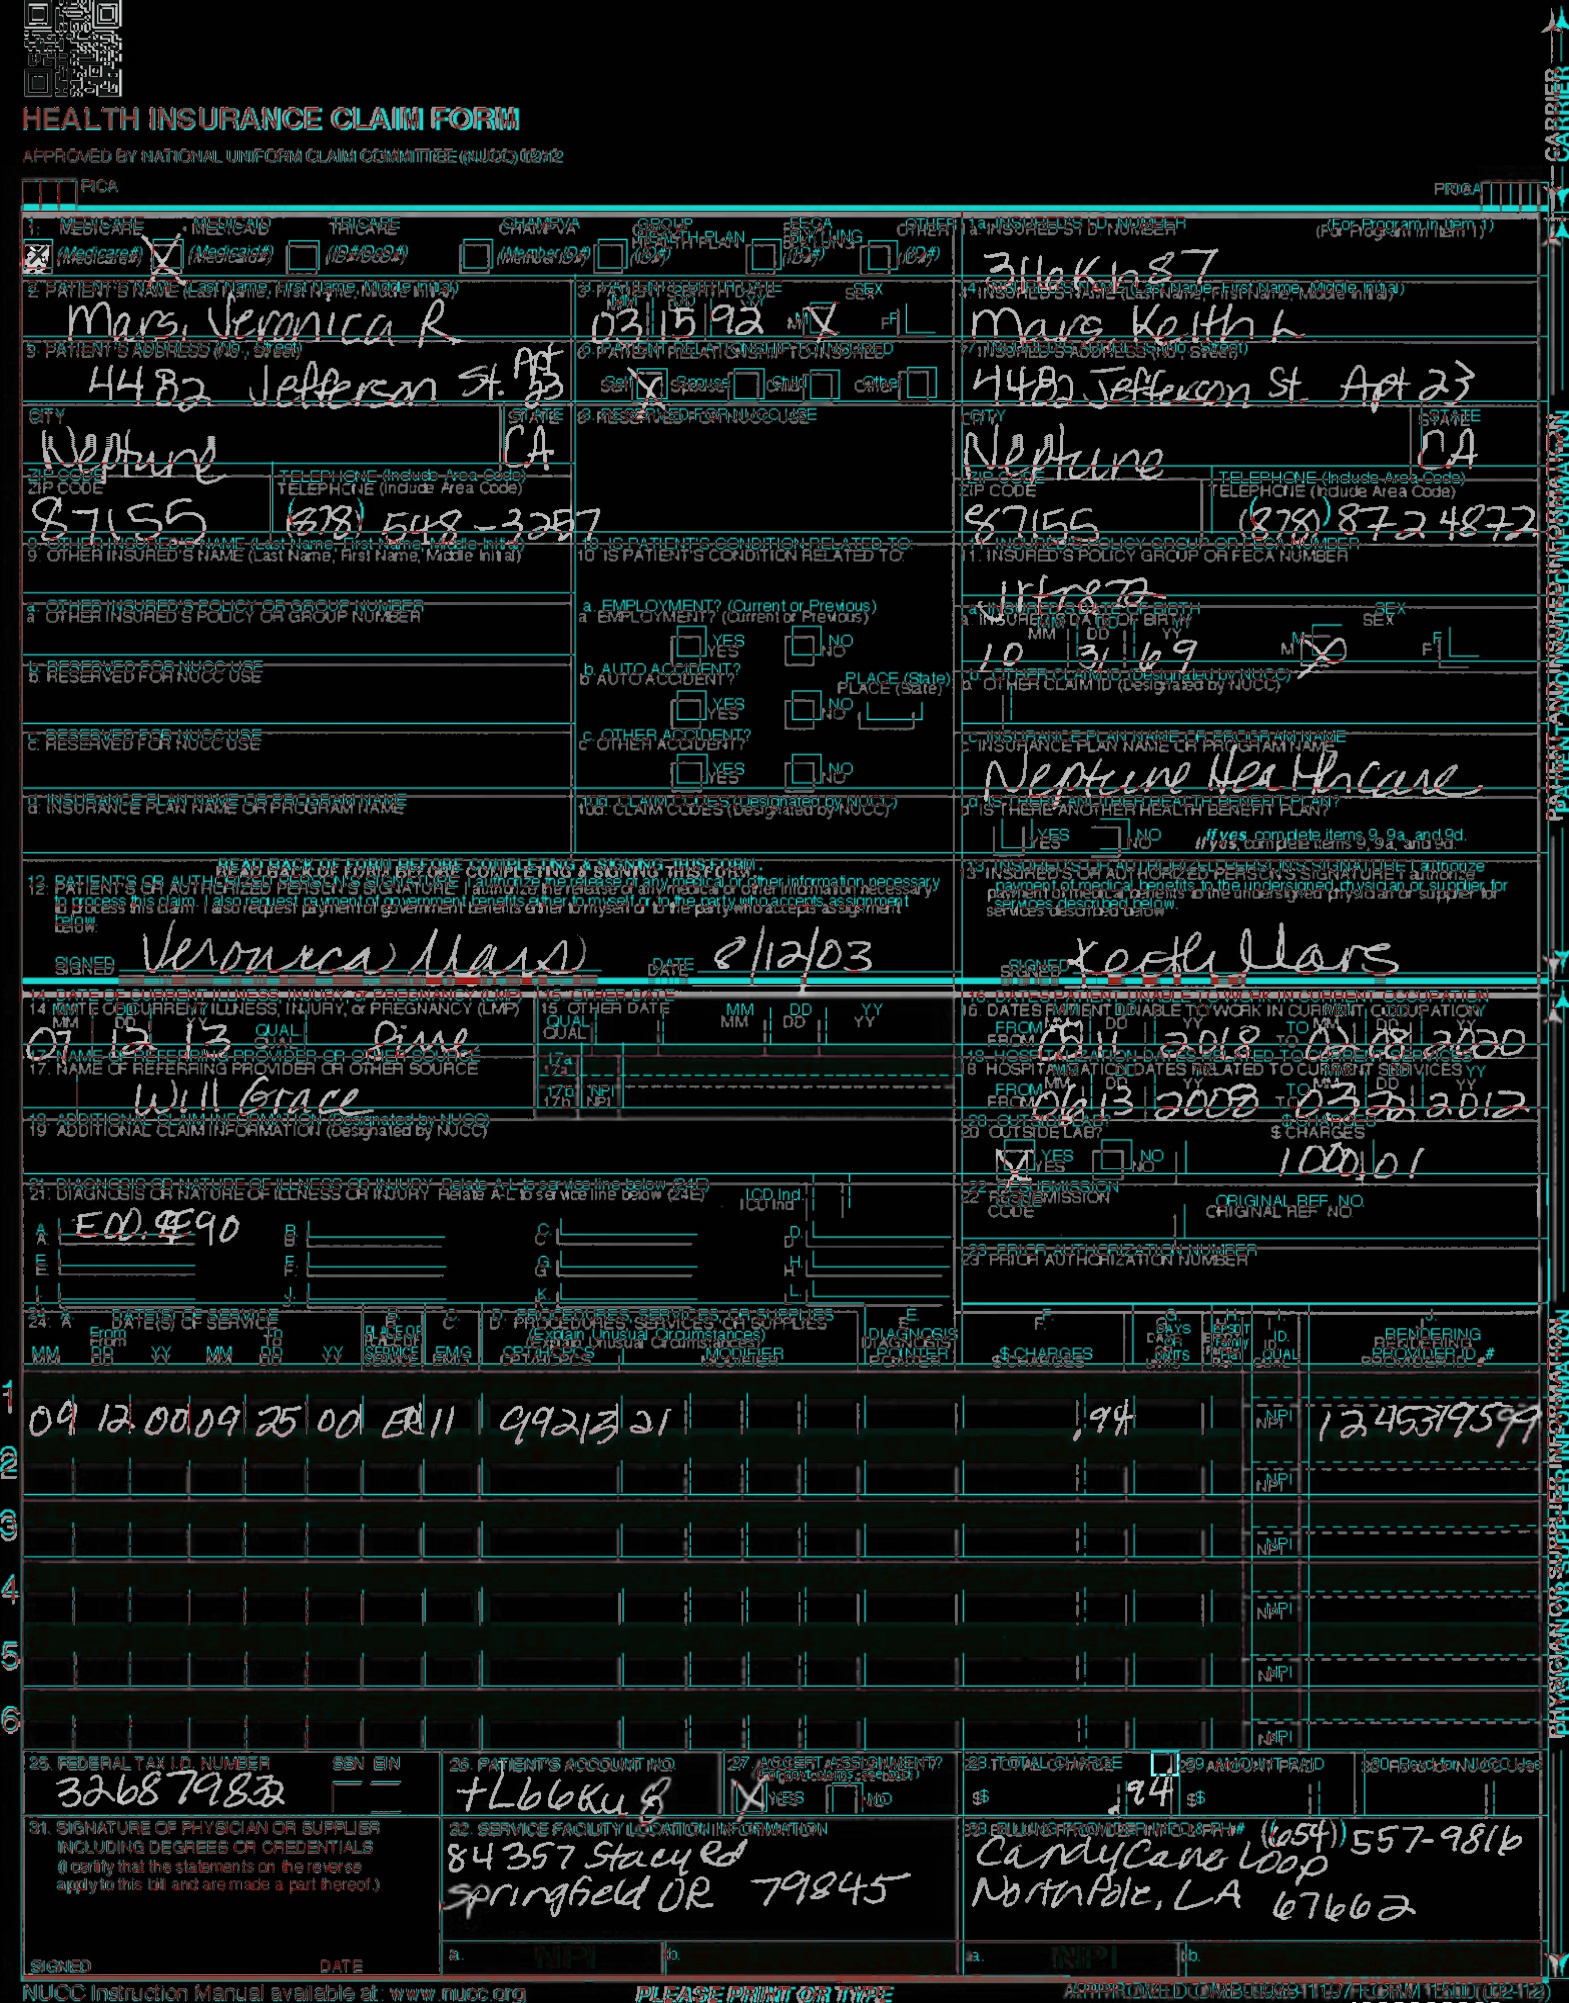 HEALTH INSURANCE CLAIM FORM
APPROVED BY NATIONAL UNIFORM CLAIM COMMITTEE (NUCC) 02/12
PICA
PICA
CARRIER
1. MEDICARE MEDICAID TRICARE CHAMPVA GROUP HEALTH PLAN FECA BLK LUNG OTHER
(Medicare#) (Medicaid#) (ID#/DoD#) (Member ID#) (ID#) (ID#) (ID#)
1a. INSURED'S I.D. NUMBER (For Program in Item 1)
2. PATIENT'S NAME (Last Name, First Name, Middle Initial)
Mars, Veronica R
3. PATIENT'S BIRTH DATE SEX
MM DD YY
03 15 92 M F
4. INSURED'S NAME (Last Name, First Name, Middle Initial)
Mars, Keith L
5. PATIENT'S ADDRESS (No., Street)
4482 Jefferson St. Apt 23
6. PATIENT RELATIONSHIP TO INSURED
Self Spouse Child Other
7. INSURED'S ADDRESS (No., Street)
4482 Jefferson St. Apt 23
CITY STATE
Neptune CA
8. RESERVED FOR NUCC USE
CITY STATE
Neptune CA
ZIP CODE TELEPHONE (Include Area Code)
87155 (878) 548-3257
ZIP CODE TELEPHONE (Include Area Code)
87155 (878) 872 4872
9. OTHER INSURED'S NAME (Last Name, First Name, Middle Initial)
10. IS PATIENT'S CONDITION RELATED TO:
11. INSURED'S POLICY GROUP OR FECA NUMBER
a. OTHER INSURED'S POLICY OR GROUP NUMBER
a. EMPLOYMENT? (Current or Previous)
YES NO
a. INSURED'S DATE OF BIRTH SEX
MM DD YY
10 31 69 M F
b. RESERVED FOR NUCC USE
b. AUTO ACCIDENT? PLACE (State)
YES NO
b. OTHER CLAIM ID (Designated by NUCC)
c. RESERVED FOR NUCC USE
c. OTHER ACCIDENT?
YES NO
c. INSURANCE PLAN NAME OR PROGRAM NAME
Neptune Healthcare
d. INSURANCE PLAN NAME OR PROGRAM NAME
10d. CLAIM CODES (Designated by NUCC)
d. IS THERE ANOTHER HEALTH BENEFIT PLAN?
YES NO If yes, complete items 9, 9a, and 9d.
READ BACK OF FORM BEFORE COMPLETING & SIGNING THIS FORM.
12. PATIENT'S OR AUTHORIZED PERSON'S SIGNATURE I authorize the release of any medical or other information necessary
to process this claim. I also request payment of government benefits either to myself or to the party who accepts assignment
below.
SIGNED Veronica Mars DATE 8/12/03
13. INSURED'S OR AUTHORIZED PERSON'S SIGNATURE I authorize
payment of medical benefits to the undersigned physician or supplier for
services described below.
SIGNED Keith Mars
PATIENT AND INSURED INFORMATION
14. DATE OF CURRENT ILLNESS, INJURY, or PREGNANCY (LMP)
MM DD YY
07 12 13 QUAL.
15. OTHER DATE
QUAL. MM DD YY
16. DATES PATIENT UNABLE TO WORK IN CURRENT OCCUPATION
MM DD YY MM DD YY
FROM 11 2018 TO 02 08 2020
17. NAME OF REFERRING PROVIDER OR OTHER SOURCE
Will Grace
17a.
17b. NPI
18. HOSPITALIZATION DATES RELATED TO CURRENT SERVICES
MM DD YY MM DD YY
FROM 06 13 2008 TO 03 22 2012
19. ADDITIONAL CLAIM INFORMATION (Designated by NUCC)
20. OUTSIDE LAB? $ CHARGES
YES NO 100 01
21. DIAGNOSIS OR NATURE OF ILLNESS OR INJURY Relate A-L to service line below (24E) ICD Ind.
A. B. C. D.
E. F. G. H.
I. J. K. L.
22. RESUBMISSION CODE ORIGINAL REF. NO.
23. PRIOR AUTHORIZATION NUMBER
24. A. DATE(S) OF SERVICE B. C. D. PROCEDURES, SERVICES, OR SUPPLIES E. F. G. H. I. J.
From To PLACE OF SERVICE EMG (Explain Unusual Circumstances) DIAGNOSIS POINTER $ CHARGES DAYS OR UNITS EPSDT ID. QUAL. RENDERING PROVIDER ID. #
MM DD YY MM DD YY CPT/HCPCS MODIFIER
1 09 12 00 09 25 00 ER 11 99213 21 .94 NPI 1245379599
2 NPI
3 NPI
4 NPI
5 NPI
6 NPI
25. FEDERAL TAX I.D. NUMBER SSN EIN
326879832
26. PATIENT'S ACCOUNT NO.
+L66Ku8
27. ACCEPT ASSIGNMENT?
YES NO
28. TOTAL CHARGE
$ .94
29. AMOUNT PAID
$
30. Rsvd for NUCC Use
31. SIGNATURE OF PHYSICIAN OR SUPPLIER
INCLUDING DEGREES OR CREDENTIALS
(I certify that the statements on the reverse
apply to this bill and are made a part thereof.)
SIGNED DATE
32. SERVICE FACILITY LOCATION INFORMATION
84357 Stacy Rd
Springfield OR 79845
a. NPI b.
33. BILLING PROVIDER INFO & PH# (654) 557-9816
Candy Cane Loop
North Pole, LA 67662
a. NPI b.
PHYSICIAN OR SUPPLIER INFORMATION
NUCC Instruction Manual available at: www.nucc.org
PLEASE PRINT OR TYPE